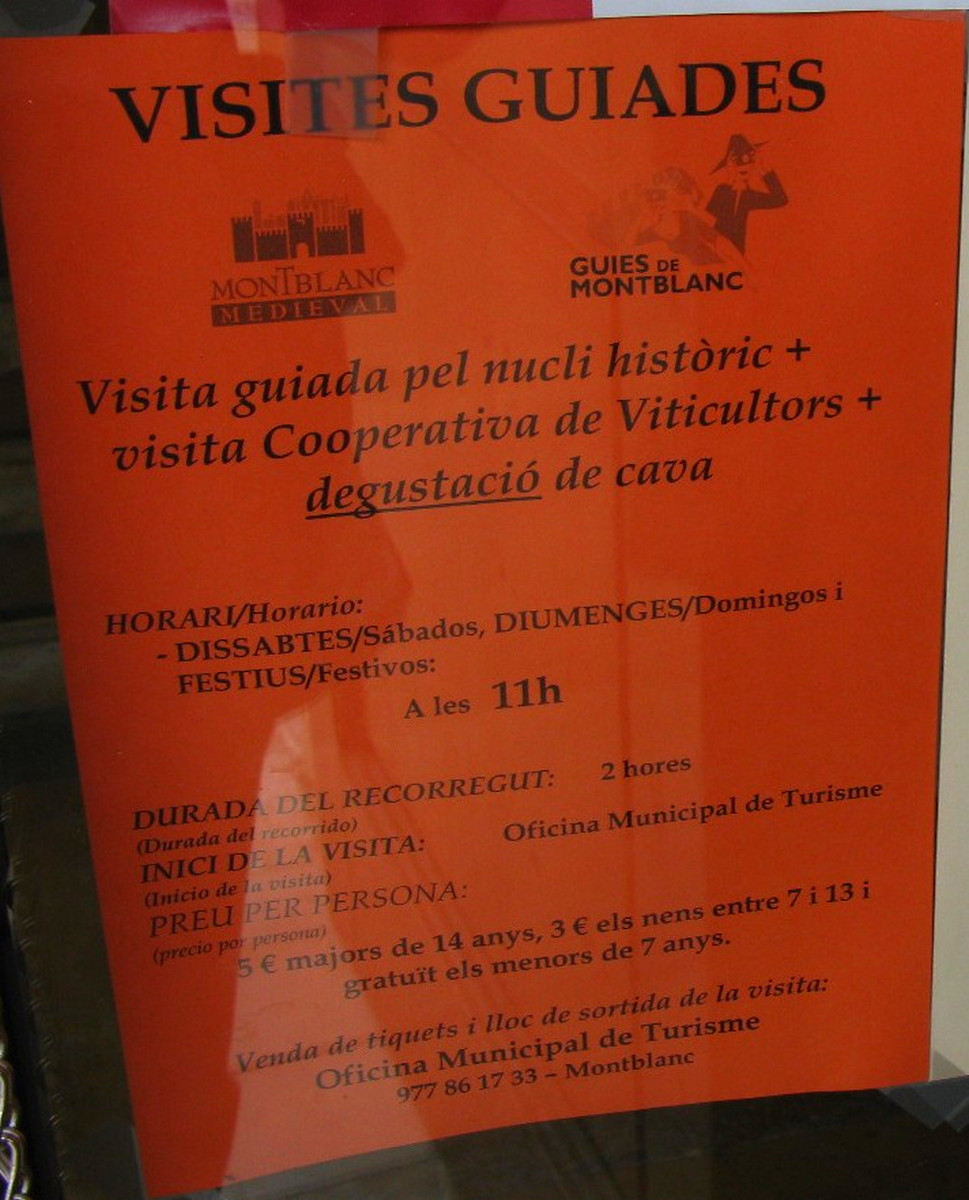 VISITES GUIADES
MONTBLANC
MEDIEVAL
GUIES DE
MONTBLANC
Visita guiada pel nucli històric +
visita Cooperativa de Viticultors +
degustació de cava
HORARI/Horario:
- DISSABTES/Sábados, DIUMENGES/Domingos i
FESTIUS/Festivos:
A les 11h
DURADA DEL RECORREGUT: 2 hores
(Durada del recorrido)
INICI DE LA VISITA: Oficina Municipal de Turisme
(Inicio de la visita)
PREU PER PERSONA:
(precio por persona)
5 € majors de 14 anys, 3 € els nens entre 7 i 13 i
gratuït els menors de 7 anys.
Venda de tiquets i lloc de sortida de la visita:
Oficina Municipal de Turisme
977 86 17 33 – Montblanc